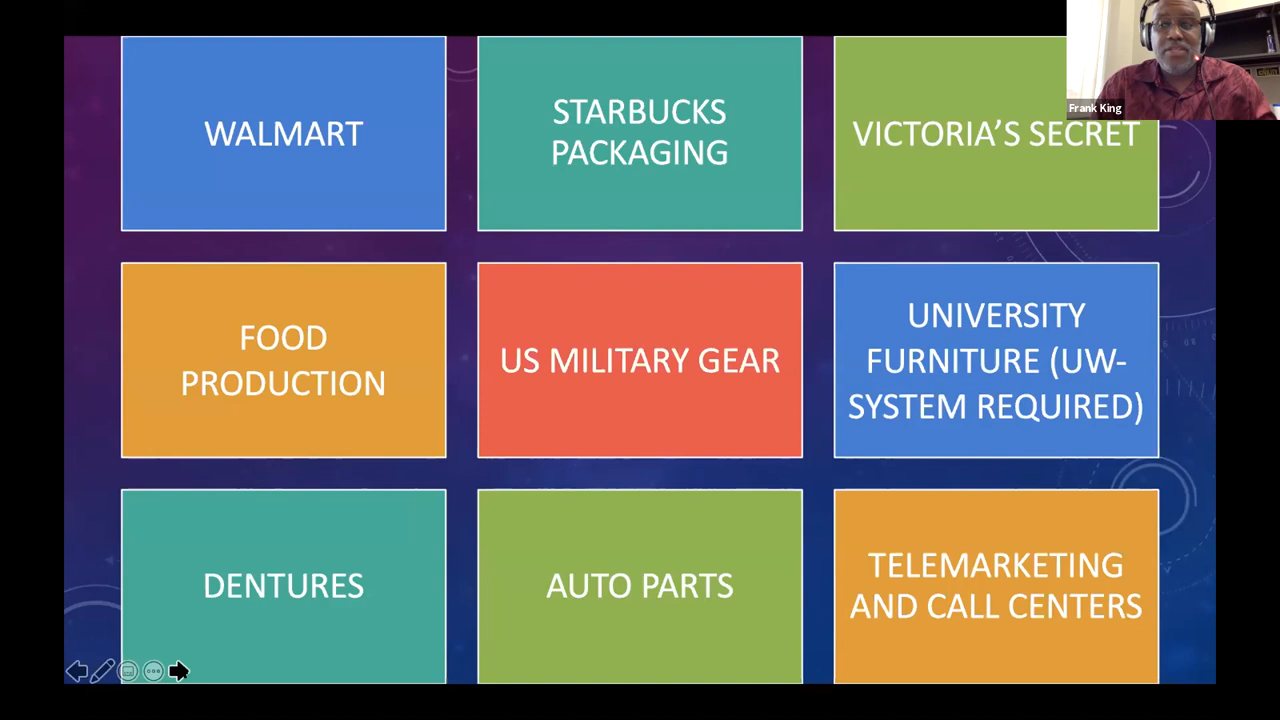 WALMART
STARBUCKS
PACKAGING
VICTORIA’S SECRET
Frank King
FOOD
PRODUCTION
US MILITARY GEAR
UNIVERSITY
FURNITURE (UW-
SYSTEM REQUIRED)
DENTURES
AUTO PARTS
TELEMARKETING
AND CALL CENTERS